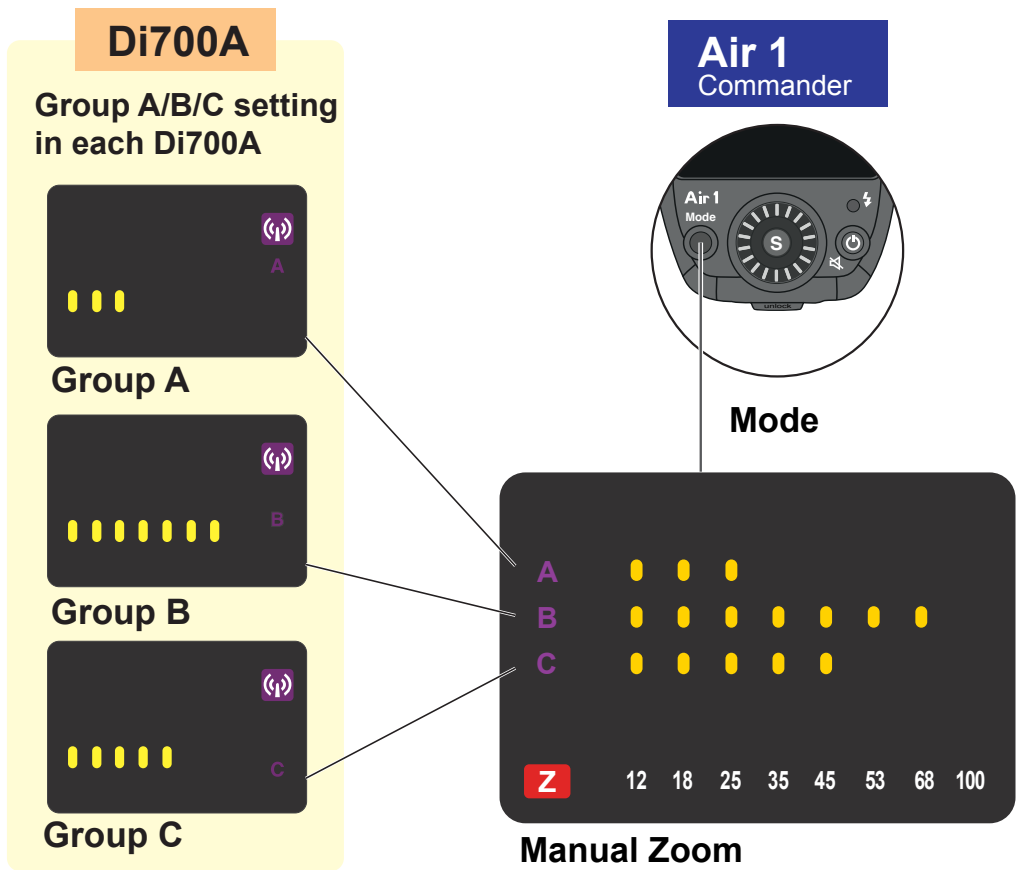 Di700A
Group A/B/C setting
in each Di700A
A
Group A
B
Group B
C
Group C
Air 1
Commander
Air 1
Mode
S
unlock
Mode
A
B
C
Z 12 18 25 35 45 53 68 100
Manual Zoom